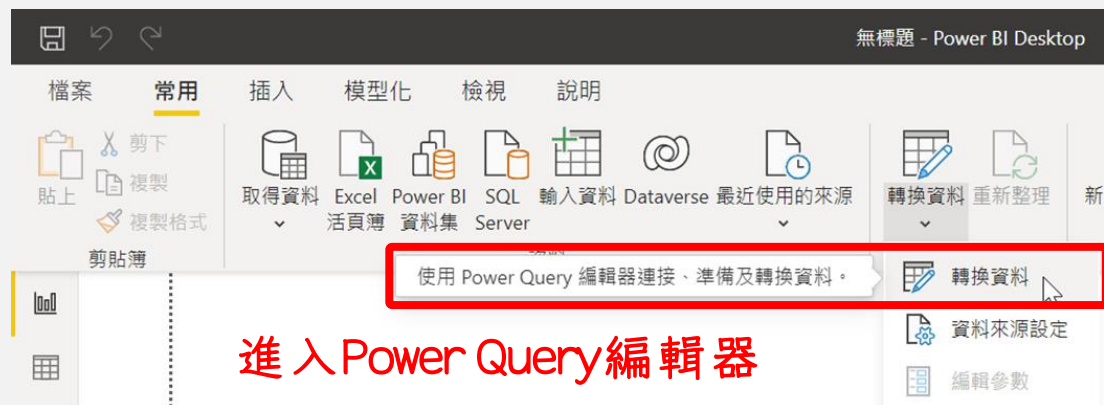 無標題 - Power BI Desktop
檔案 常用 插入 模型化 檢視 說明
剪下
複製
貼上
複製格式
剪貼簿
取得資料
Excel 活頁簿
Power BI 資料集
SQL Server
輸入資料
Dataverse
最近使用的來源
轉換資料
重新整理
新
使用 Power Query 編輯器連接、準備及轉換資料。
轉換資料
資料來源設定
編輯參數
進入Power Query編輯器